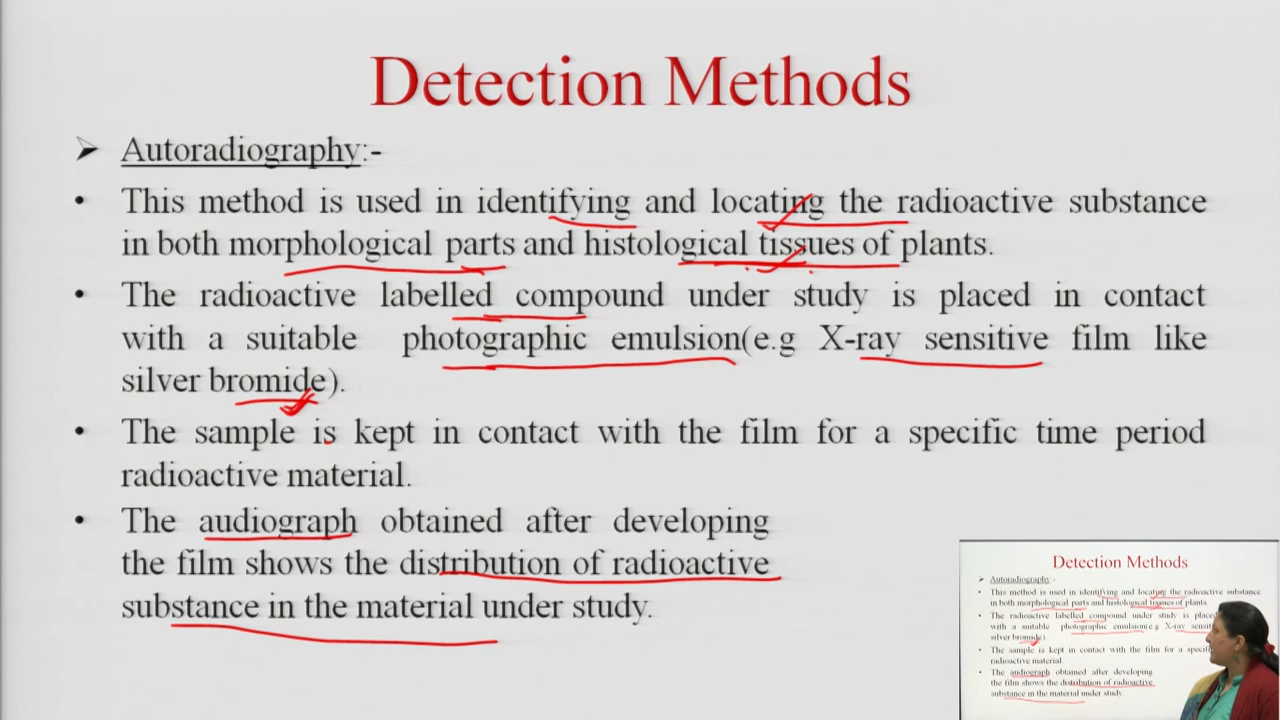 Detection Methods
➢ Autoradiography:-
• This method is used in identifying and locating the radioactive substance
in both morphological parts and histological tissues of plants.
• The radioactive labelled compound under study is placed in contact
with a suitable photographic emulsion(e.g X-ray sensitive film like
silver bromide).
• The sample is kept in contact with the film for a specific time period
radioactive material.
• The audiograph obtained after developing
the film shows the distribution of radioactive
substance in the material under study.
Detection Methods
➢ Autoradiography:-
• This method is used in identifying and locating the radioactive substance
in both morphological parts and histological tissues of plants.
• The radioactive labelled compound under study is placed
with a suitable photographic emulsion(e.g X-ray sensit
silver bromide)
• The sample is kept in contact with the film for a specif
radioactive material
• The audiograph obtained after developing
the film shows the distribution of radioactive
substance in the material under study.